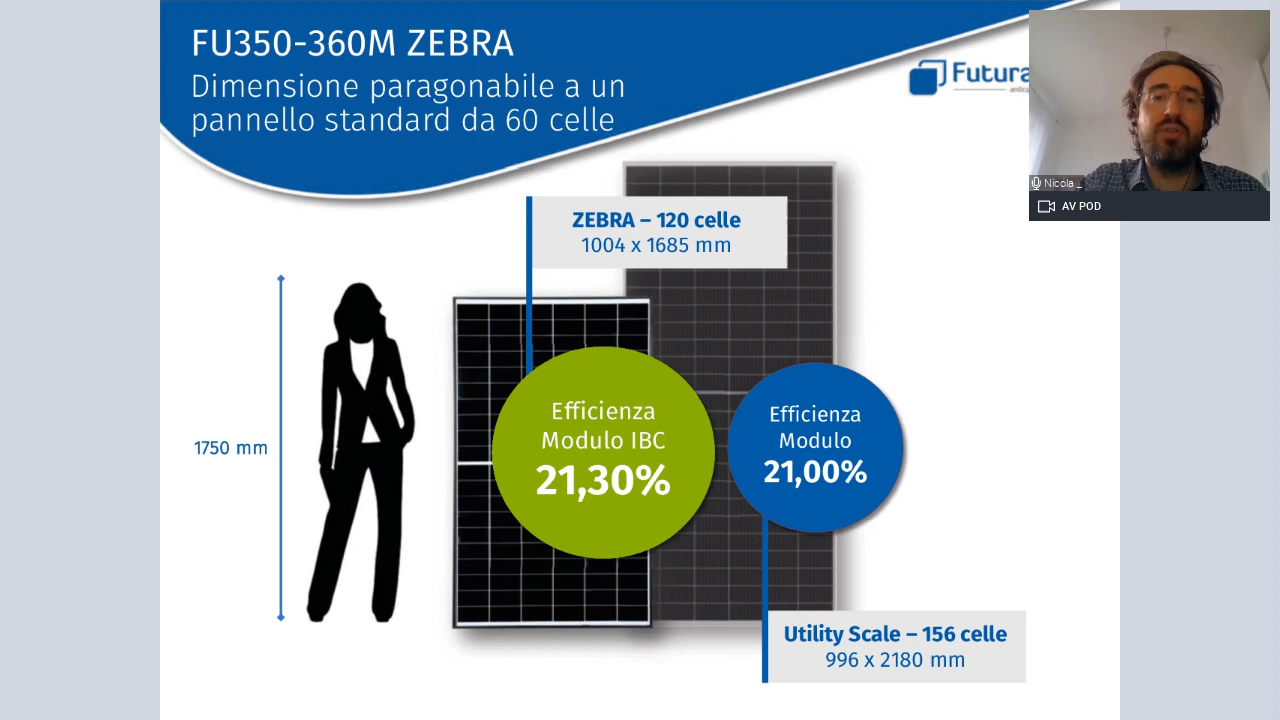 FU350-360M ZEBRA
Dimensione paragonabile a un
pannello standard da 60 celle
Futura
Nicola _
AV POD
ZEBRA – 120 celle
1004 x 1685 mm
Efficienza
Modulo IBC
21,30%
Efficienza
Modulo
21,00%
1750 mm
Utility Scale – 156 celle
996 x 2180 mm